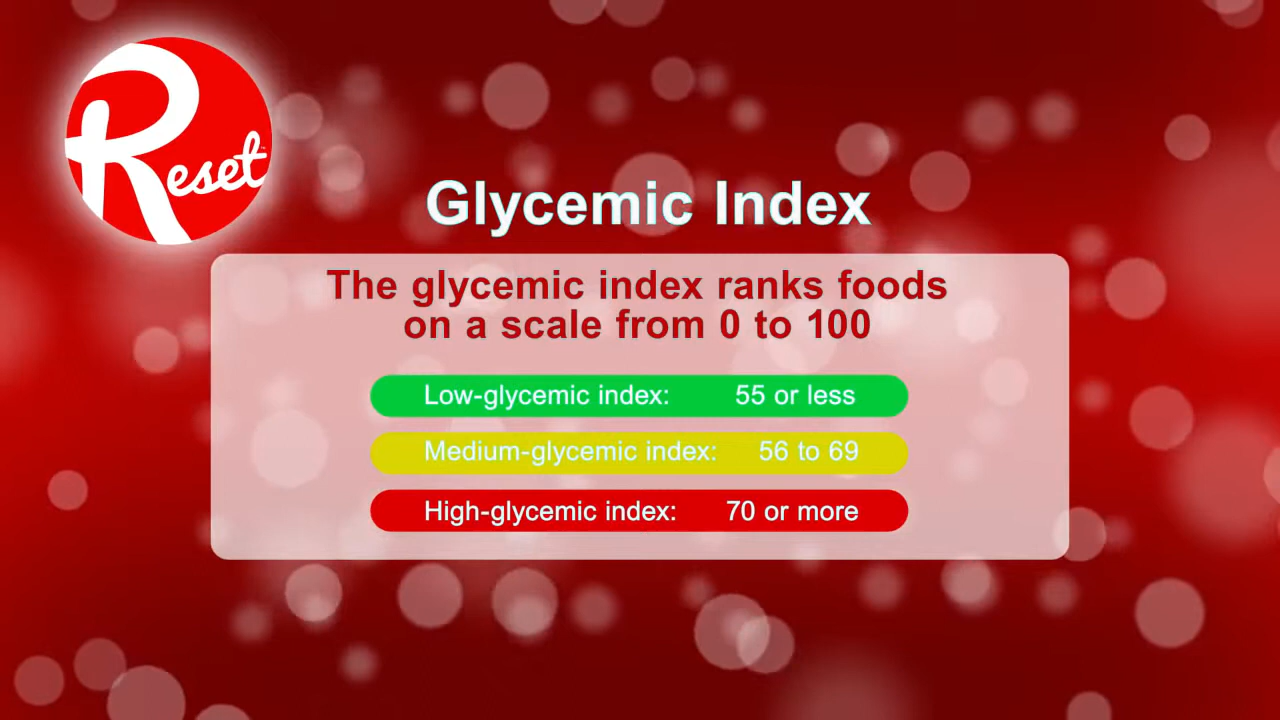 Reset™
Glycemic Index
The glycemic index ranks foods
on a scale from 0 to 100
Low-glycemic index: 55 or less
Medium-glycemic index: 56 to 69
High-glycemic index: 70 or more